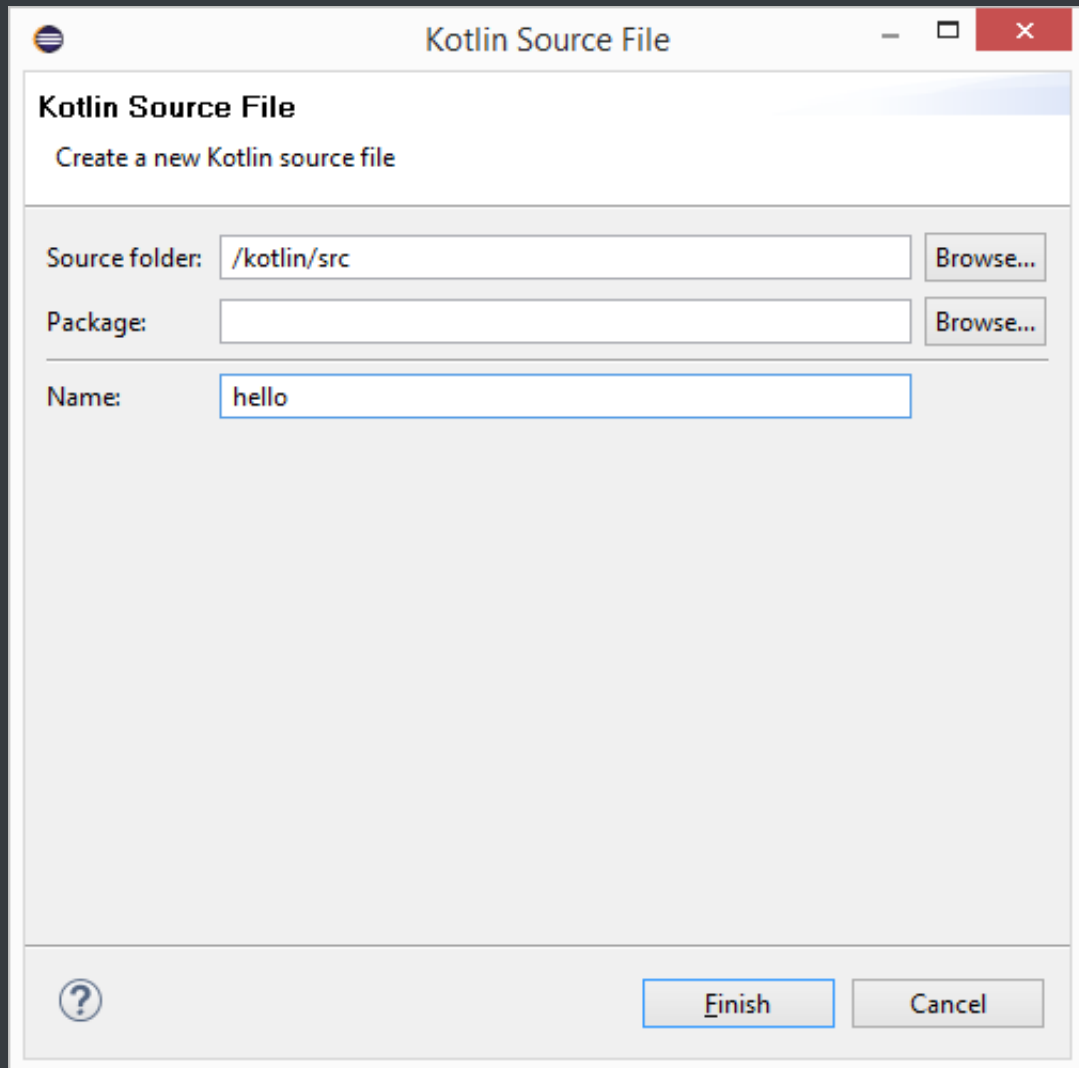 Kotlin Source File
Kotlin Source File
Create a new Kotlin source file
Source folder: /kotlin/src Browse...
Package: Browse...
Name: hello
? Finish Cancel